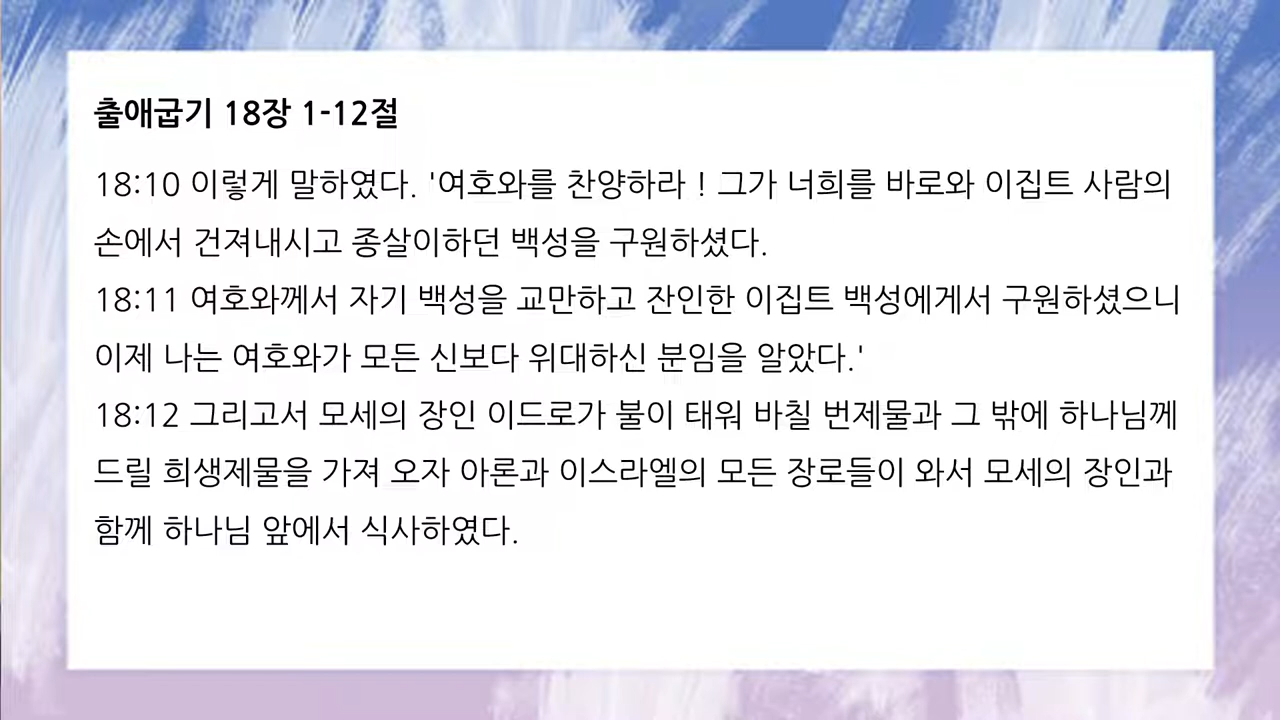 출애굽기 18장 1-12절
18:10 이렇게 말하였다. '여호와를 찬양하라 ! 그가 너희를 바로와 이집트 사람의
손에서 건져내시고 종살이하던 백성을 구원하셨다.
18:11 여호와께서 자기 백성을 교만하고 잔인한 이집트 백성에게서 구원하셨으니
이제 나는 여호와가 모든 신보다 위대하신 분임을 알았다.'
18:12 그리고서 모세의 장인 이드로가 불이 태워 바칠 번제물과 그 밖에 하나님께
드릴 희생제물을 가져 오자 아론과 이스라엘의 모든 장로들이 와서 모세의 장인과
함께 하나님 앞에서 식사하였다.